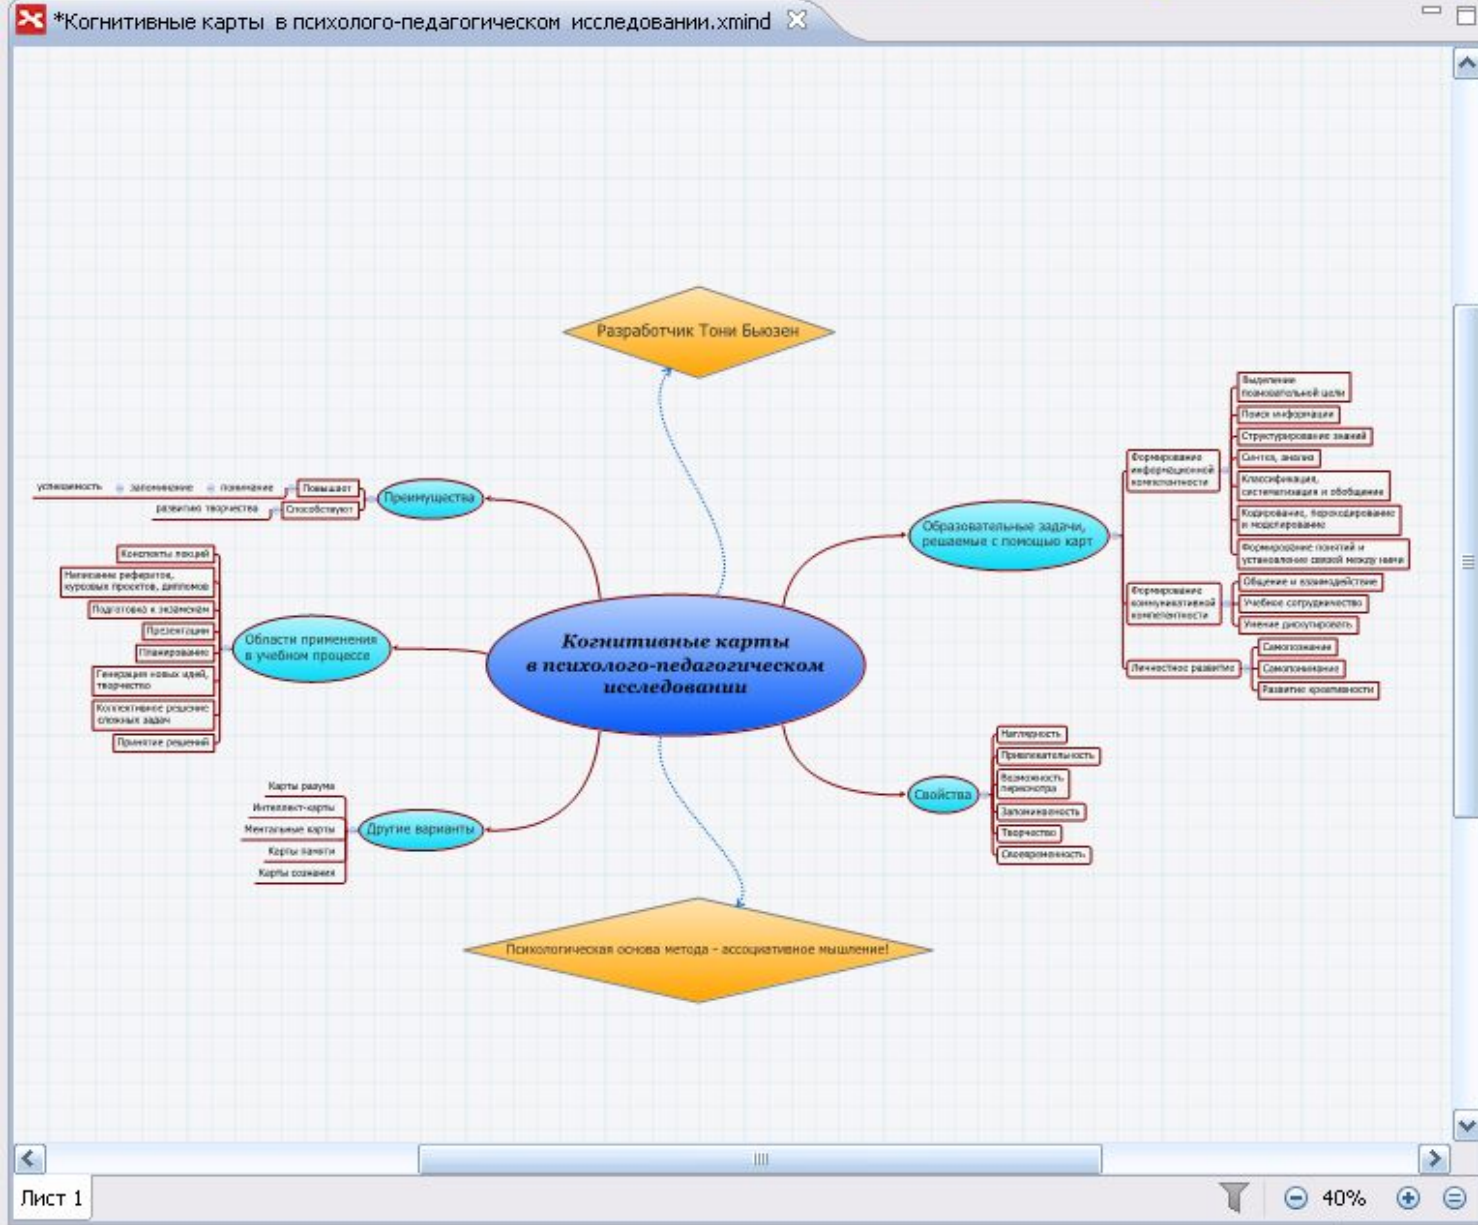 *Когнитивные карты в психолого-педагогическом исследовании.xmind
Разработчик Тони Бьюзен
Преимущества
Повышает
понимание
запоминание
успешаемость
Способствуют
развитию творчества
Области применения
в учебном процессе
Конспекты лекций
Написание рефератов,
курсовых проектов, дипломов
Подготовка к экзаменам
Презентации
Планирование
Генерация новых идей,
творчество
Коллективное решение
сложных задач
Принятие решений
Другие варианты
Карты разума
Интеллект-карты
Ментальные карты
Карты памяти
Карты сознания
Когнитивные карты
в психолого-педагогическом
исследовании
Образовательные задачи,
решаемые с помощью карт
Формирование
информационной
компетентности
Выделение
познавательной цели
Поиск информации
Структурирование знаний
Синтез, анализ
Классификация,
систематизация и обобщение
Кодирование, перекодирование
и моделирование
Формирование понятий и
установление связей между ними
Формирование
коммуникативной
компетентности
Общение и взаимодействие
Учебное сотрудничество
Умение дискутировать
Личностное развитие
Самопознание
Самопонимание
Развитие креативности
Свойства
Наглядность
Привлекательность
Возможность
пересмотра
Запоминаемость
Творчество
Своевременность
Психологическая основа метода - ассоциативное мышление!
Лист 1
40%